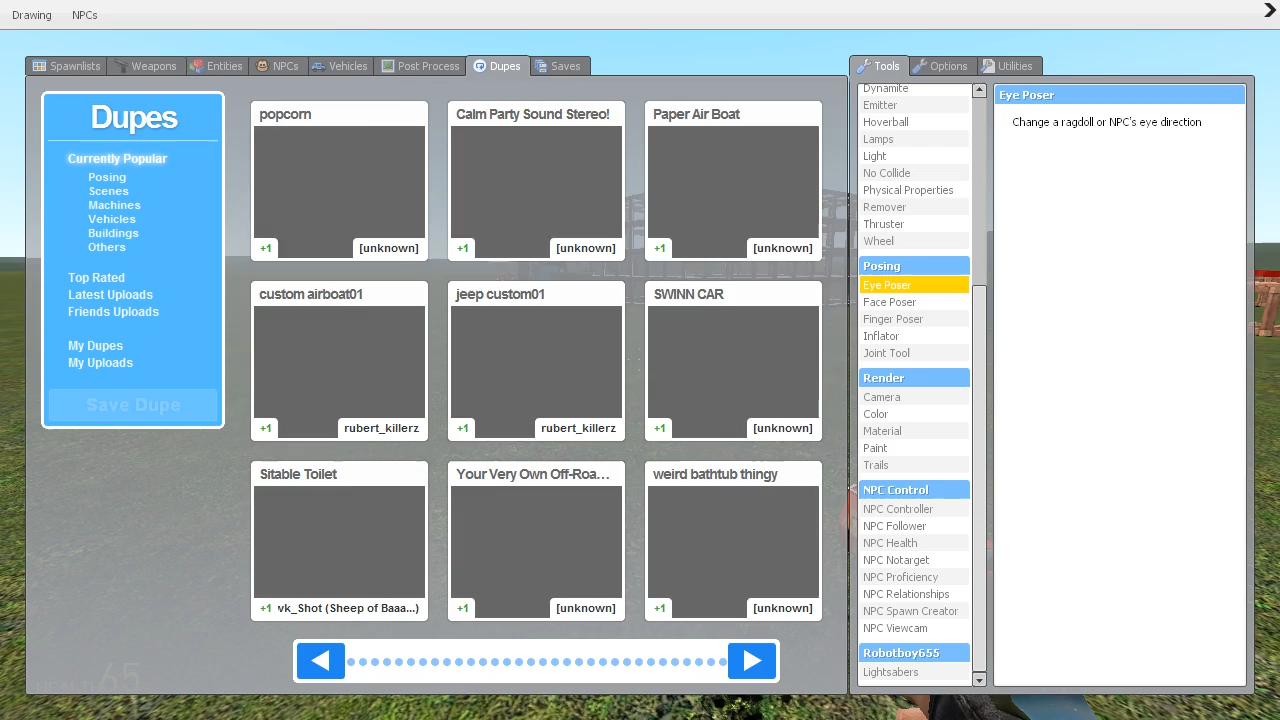 Drawing NPCs
Spawnlists Weapons Entities NPCs Vehicles Post Process Dupes Saves
Dupes
Currently Popular
Posing
Scenes
Machines
Vehicles
Buildings
Others
Top Rated
Latest Uploads
Friends Uploads
My Dupes
My Uploads
Save Dupe
popcorn
+1 [unknown]
Calm Party Sound Stereo!
+1 [unknown]
Paper Air Boat
+1 [unknown]
custom airboat01
+1 rubert_killerz
jeep custom01
+1 rubert_killerz
SWINN CAR
+1 [unknown]
Sitable Toilet
+1 vk_Shot (Sheep of Baaa...)
Your Very Own Off-Roa...
+1 [unknown]
weird bathtub thingy
+1 [unknown]
HEALTH 65
Tools Options Utilities
Dynamite
Emitter
Hoverball
Lamps
Light
No Collide
Physical Properties
Remover
Thruster
Wheel
Posing
Eye Poser
Face Poser
Finger Poser
Inflator
Joint Tool
Render
Camera
Color
Material
Paint
Trails
NPC Control
NPC Controller
NPC Follower
NPC Health
NPC Notarget
NPC Proficiency
NPC Relationships
NPC Spawn Creator
NPC Viewcam
Robotboy655
Lightsabers
Eye Poser
Change a ragdoll or NPC's eye direction